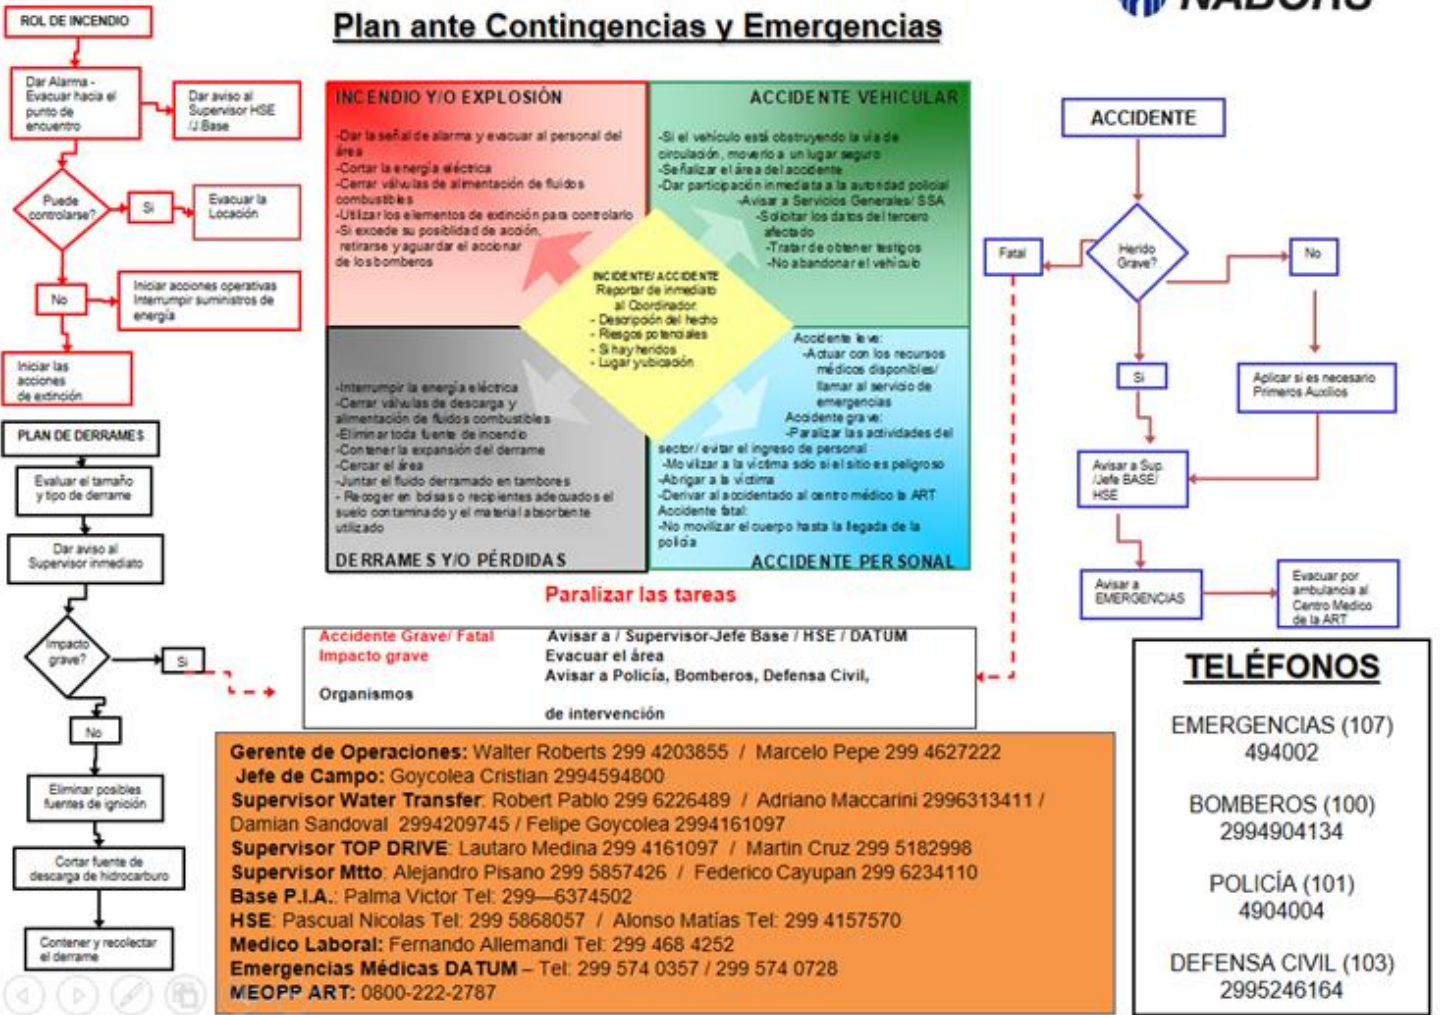 ROL DE INCENDIO
Dar Alarma -
Evacuar hacia el
punto de
encuentro
Dar aviso al
Supervisor HSE
/J.Base
Puede
controlarse?
Si
Evacuar la
Locación
No
Iniciar acciones operativas
Interrumpir suministros de
energía
Iniciar las
acciones
de extinción
PLAN DE DERRAMES
Evaluar el tamaño
y tipo de derrame
Dar aviso al
Supervisor inmediato
Impacto
grave?
Si
No
Eliminar posibles
fuentes de ignición
Cortar fuente de
descarga de hidrocarburo
Contener y recolectar
el derrame
Plan ante Contingencias y Emergencias
NABORS
INCENDIO Y/O EXPLOSIÓN
-Dar la señal de alarma y evacuar al personal del
área
-Cortar la energía eléctrica
-Cerrar válvulas de alimentación de fluidos
combustibles
-Utilizar los elementos de extinción para controlarlo
-Si excede su posiblidad de acción,
retirarse y aguardar el accionar
de los bomberos
ACCIDENTE VEHICULAR
-Si el vehículo está obstruyendo la vía de
circulación, moverlo a un lugar seguro
-Señalizar el área del accidente
-Dar participación inmediata a la autoridad policial
-Avisar a Servicios Generales/ SSA
-Solicitar los datos del tercero
afectado
-Tratar de obtener testigos
-No abandonar el vehículo
INCIDENTE/ ACCIDENTE
Reportar de inmediato
al Coordinador:
- Descripción del hecho
- Riesgos potenciales
- Si hay heridos
- Lugar y ubicación
-Interrumpir la energía eléctrica
-Cerrar válvulas de descarga y
alimentación de fluidos combustibles
-Eliminar toda fuente de incendio
-Contener la expansión del derrame
-Cercar el área
-Juntar el fluido derramado en tambores
- Recoger en bolsas o recipientes adecuados el
suelo contaminado y el material absorbente
utilizado
DERRAMES Y/O PÉRDIDAS
Accidente leve:
-Actuar con los recursos
médicos disponibles/
llamar al servicio de
emergencias
Accidente grave:
-Paralizar las actividades del
sector/ evitar el ingreso de personal
-Movilizar a la víctima solo si el sitio es peligroso
-Abrigar a la víctima
-Derivar al accidentado al centro médico la ART
Accidente fatal:
-No movilizar el cuerpo hasta la llegada de la
policía
ACCIDENTE PERSONAL
ACCIDENTE
Herido
Grave?
Fatal
No
Si
Aplicar si es necesario
Primeros Auxilios
Avisar a Sup.
/Jefe BASE/
HSE
Avisar a
EMERGENCIAS
Evacuar por
ambulancia al
Centro Medico
de la ART
Paralizar las tareas
Accidente Grave/ Fatal Avisar a / Supervisor-Jefe Base / HSE / DATUM
Impacto grave Evacuar el área
Avisar a Policía, Bomberos, Defensa Civil,
Organismos
de intervención
Gerente de Operaciones: Walter Roberts 299 4203855 / Marcelo Pepe 299 4627222
Jefe de Campo: Goycolea Cristian 2994594800
Supervisor Water Transfer: Robert Pablo 299 6226489 / Adriano Maccarini 2996313411 /
Damian Sandoval 2994209745 / Felipe Goycolea 2994161097
Supervisor TOP DRIVE: Lautaro Medina 299 4161097 / Martin Cruz 299 5182998
Supervisor Mtto: Alejandro Pisano 299 5857426 / Federico Cayupan 299 6234110
Base P.I.A.: Palma Victor Tel: 299—6374502
HSE: Pascual Nicolas Tel: 299 5868057 / Alonso Matías Tel: 299 4157570
Medico Laboral: Fernando Allemandi Tel: 299 468 4252
Emergencias Médicas DATUM – Tel: 299 574 0357 / 299 574 0728
MEOPP ART: 0800-222-2787
TELÉFONOS
EMERGENCIAS (107)
494002
BOMBEROS (100)
2994904134
POLICÍA (101)
4904004
DEFENSA CIVIL (103)
2995246164